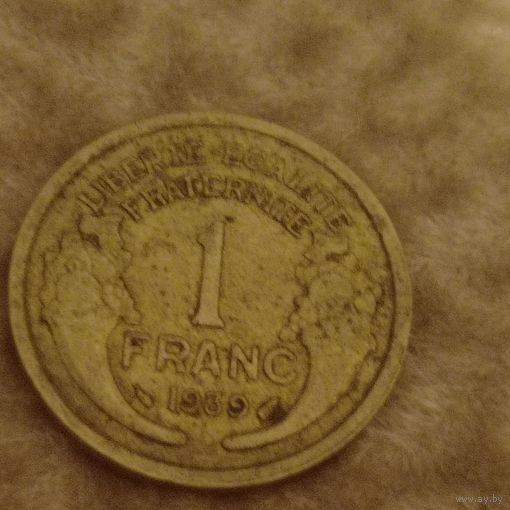 LIBERTE EGALITE
FRATERNITE
1
FRANC
1939
www.ay.by